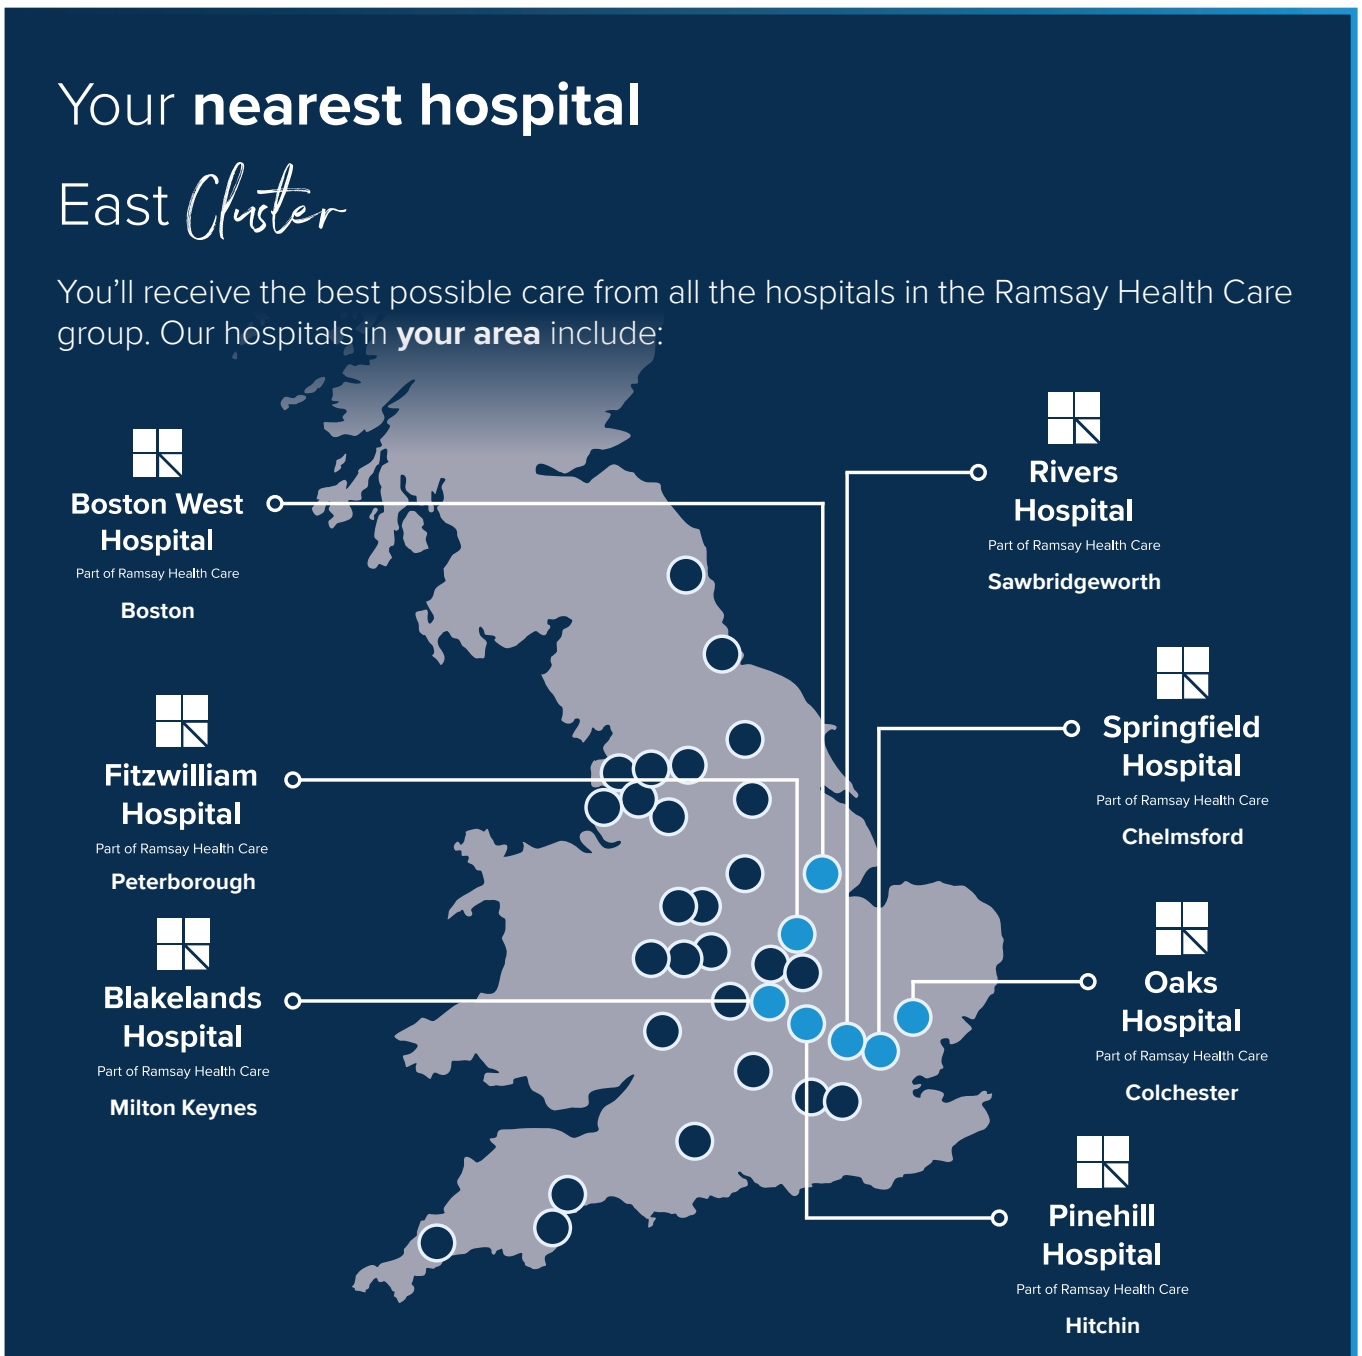 Your nearest hospital
East Cluster
You'll receive the best possible care from all the hospitals in the Ramsay Health Care
group. Our hospitals in your area include:
Boston West
Hospital
Part of Ramsay Health Care
Boston
Fitzwilliam
Hospital
Part of Ramsay Health Care
Peterborough
Blakelands
Hospital
Part of Ramsay Health Care
Milton Keynes
Rivers
Hospital
Part of Ramsay Health Care
Sawbridgeworth
Springfield
Hospital
Part of Ramsay Health Care
Chelmsford
Oaks
Hospital
Part of Ramsay Health Care
Colchester
Pinehill
Hospital
Part of Ramsay Health Care
Hitchin